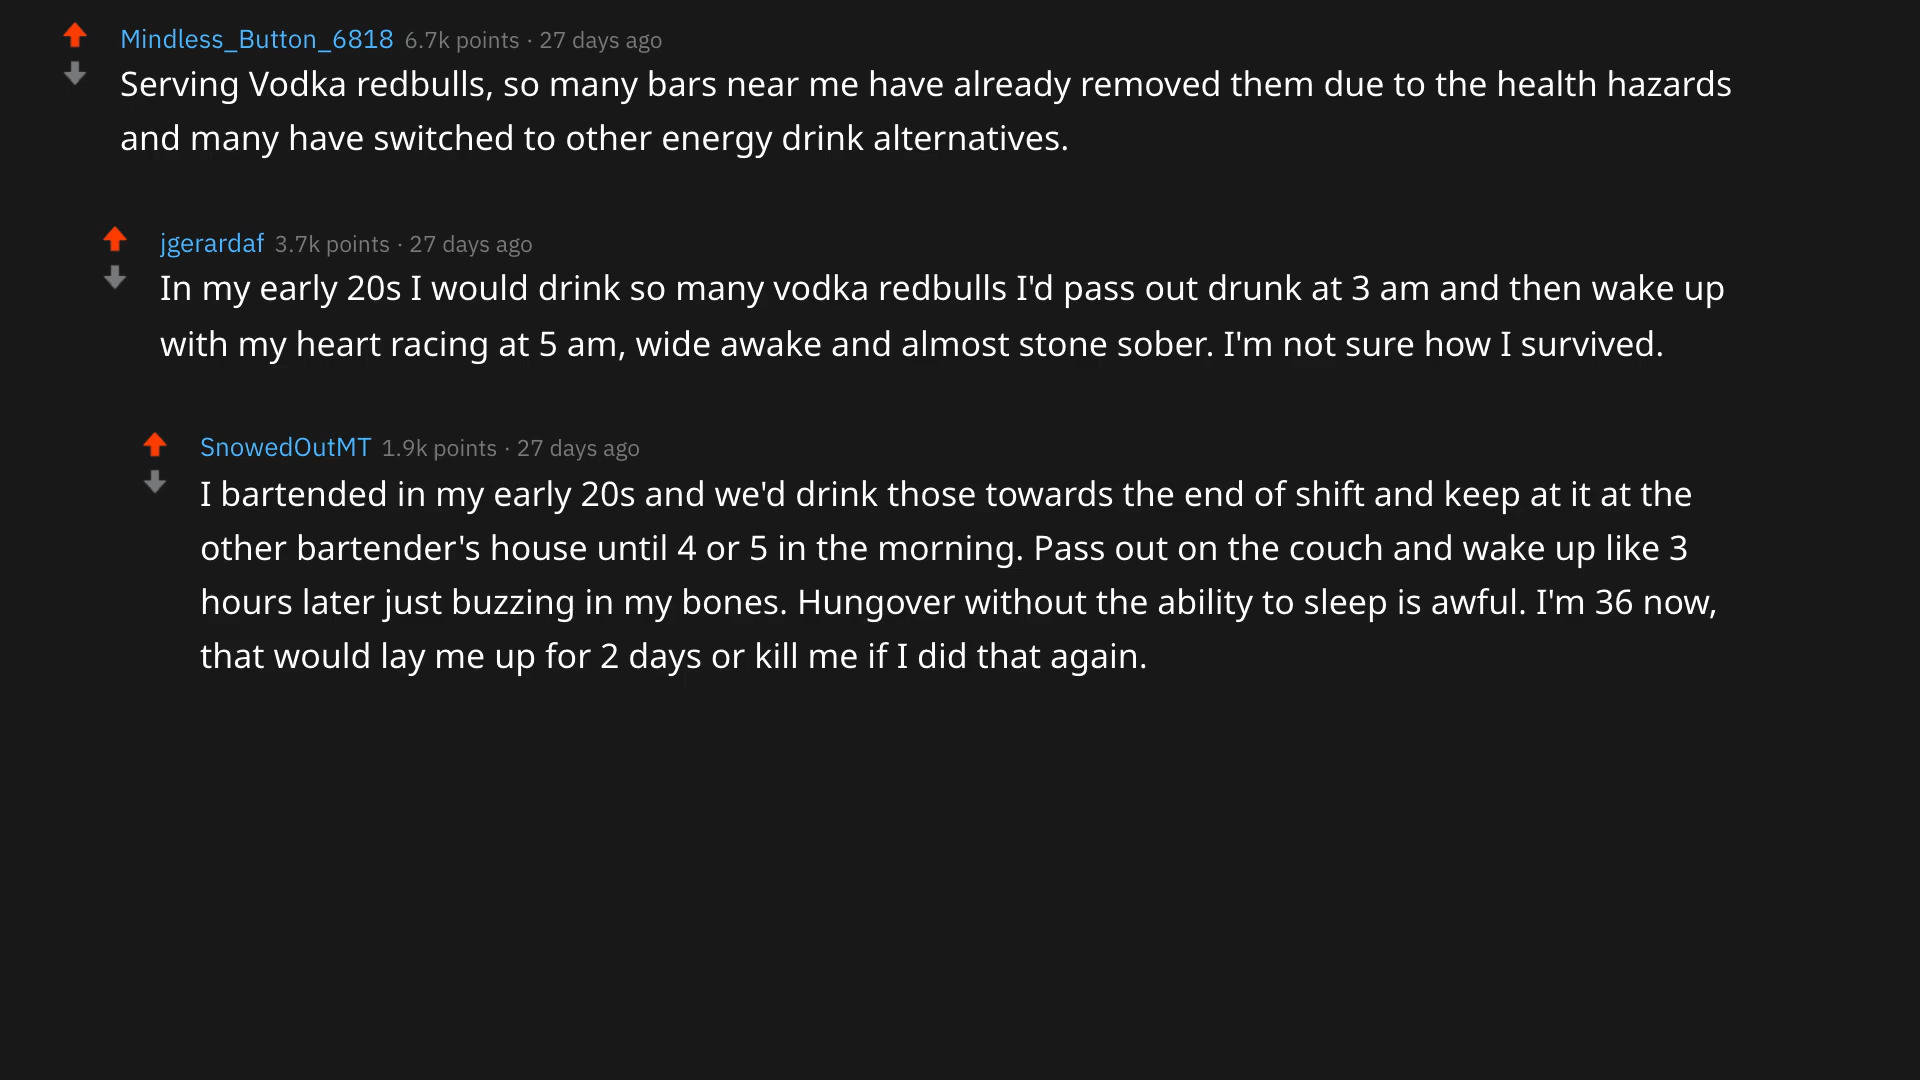 Mindless_Button_6818 6.7k points · 27 days ago
Serving Vodka redbulls, so many bars near me have already removed them due to the health hazards
and many have switched to other energy drink alternatives.
jgerardaf 3.7k points · 27 days ago
In my early 20s I would drink so many vodka redbulls I'd pass out drunk at 3 am and then wake up
with my heart racing at 5 am, wide awake and almost stone sober. I'm not sure how I survived.
SnowedOutMT 1.9k points · 27 days ago
I bartended in my early 20s and we'd drink those towards the end of shift and keep at it at the
other bartender's house until 4 or 5 in the morning. Pass out on the couch and wake up like 3
hours later just buzzing in my bones. Hungover without the ability to sleep is awful. I'm 36 now,
that would lay me up for 2 days or kill me if I did that again.